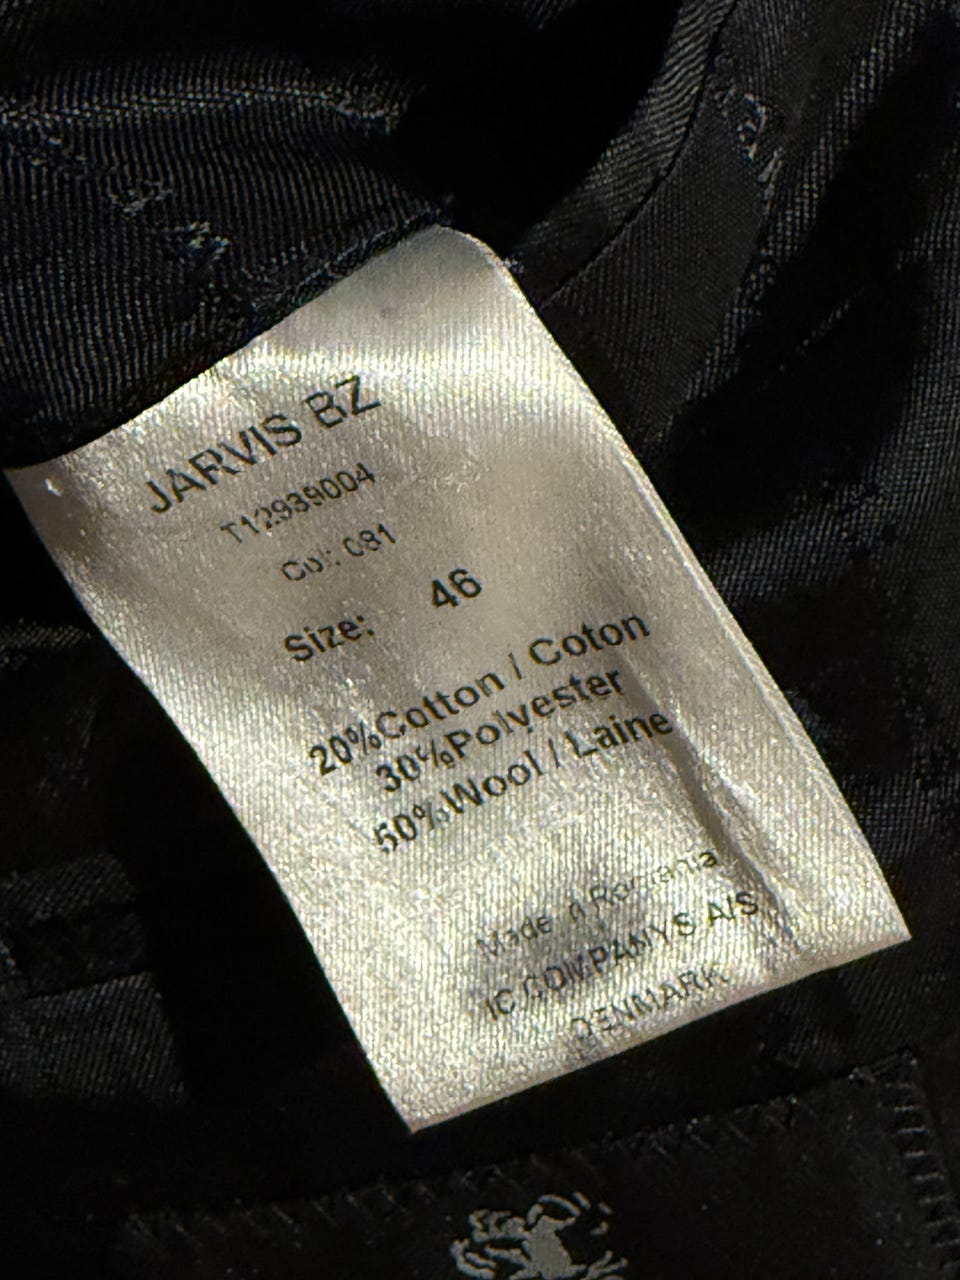 JARVIS BZ
T12939004
Col: 081
Size: 46
20%Cotton / Coton
30%Polyester
50%Wool / Laine
Made in Romania
IC COMPANYS A/S
DENMARK